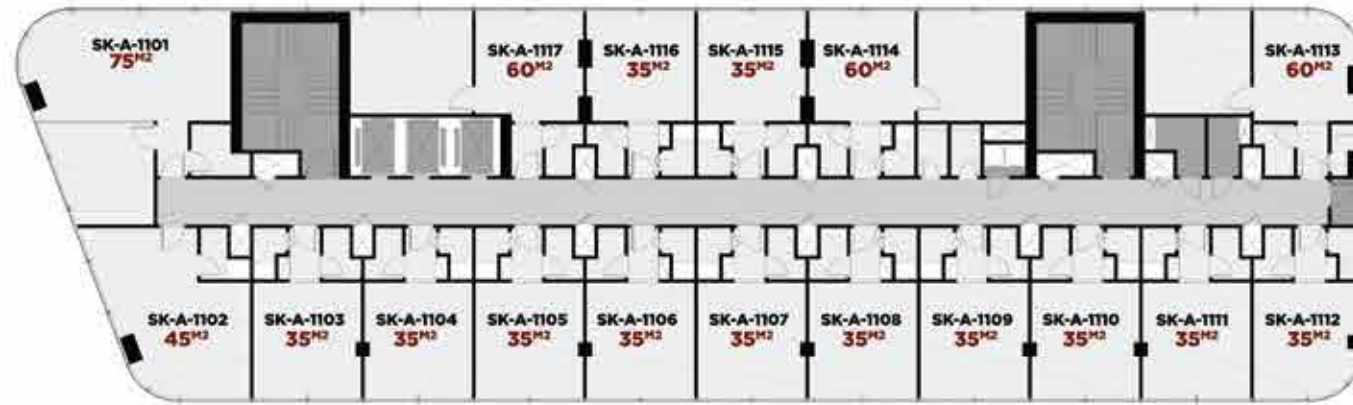 SK-A-1101
75M2
SK-A-1117
60M2
SK-A-1116
35M2
SK-A-1115
35M2
SK-A-1114
60M2
SK-A-1113
60M2
SK-A-1102
45M2
SK-A-1103
35M2
SK-A-1104
35M2
SK-A-1105
35M2
SK-A-1106
35M2
SK-A-1107
35M2
SK-A-1108
35M2
SK-A-1109
35M2
SK-A-1110
35M2
SK-A-1111
35M2
SK-A-1112
35M2